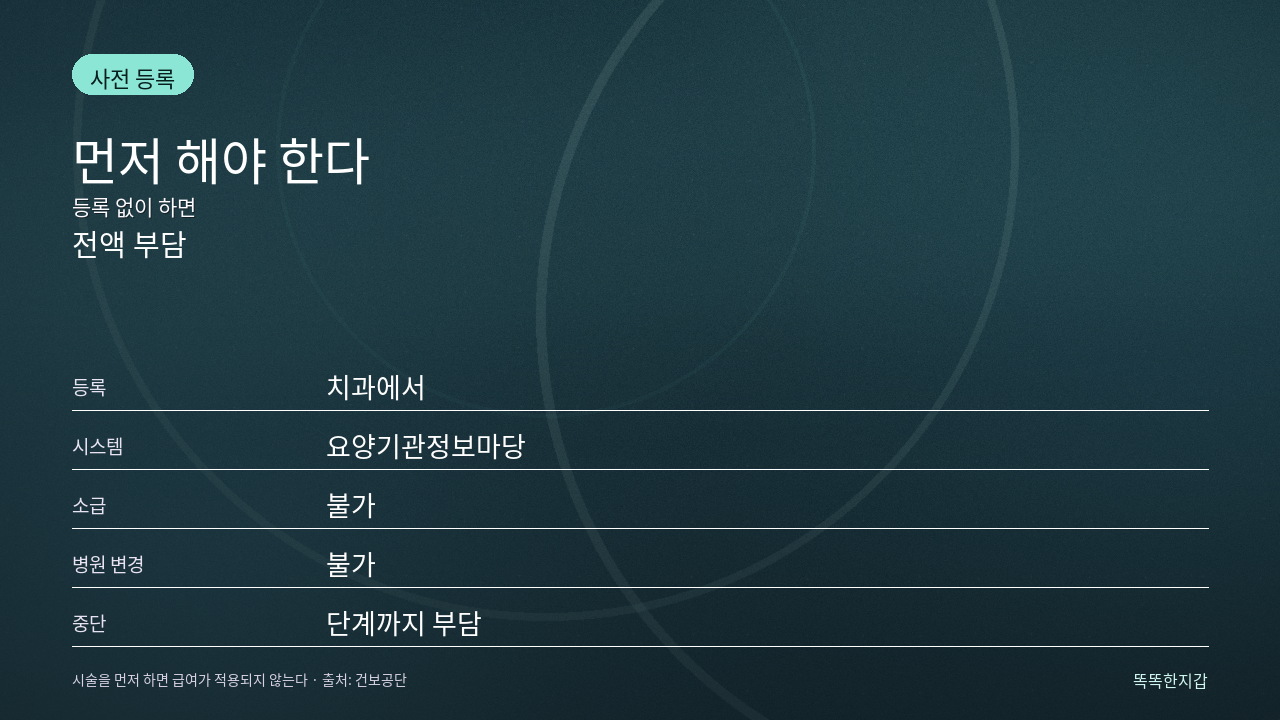 사전 등록
먼저 해야 한다
등록 없이 하면
전액 부담
등록 치과에서
시스템 요양기관정보마당
소급 불가
병원 변경 불가
중단 단계까지 부담
시술을 먼저 하면 급여가 적용되지 않는다 · 출처: 건보공단
똑똑한지갑